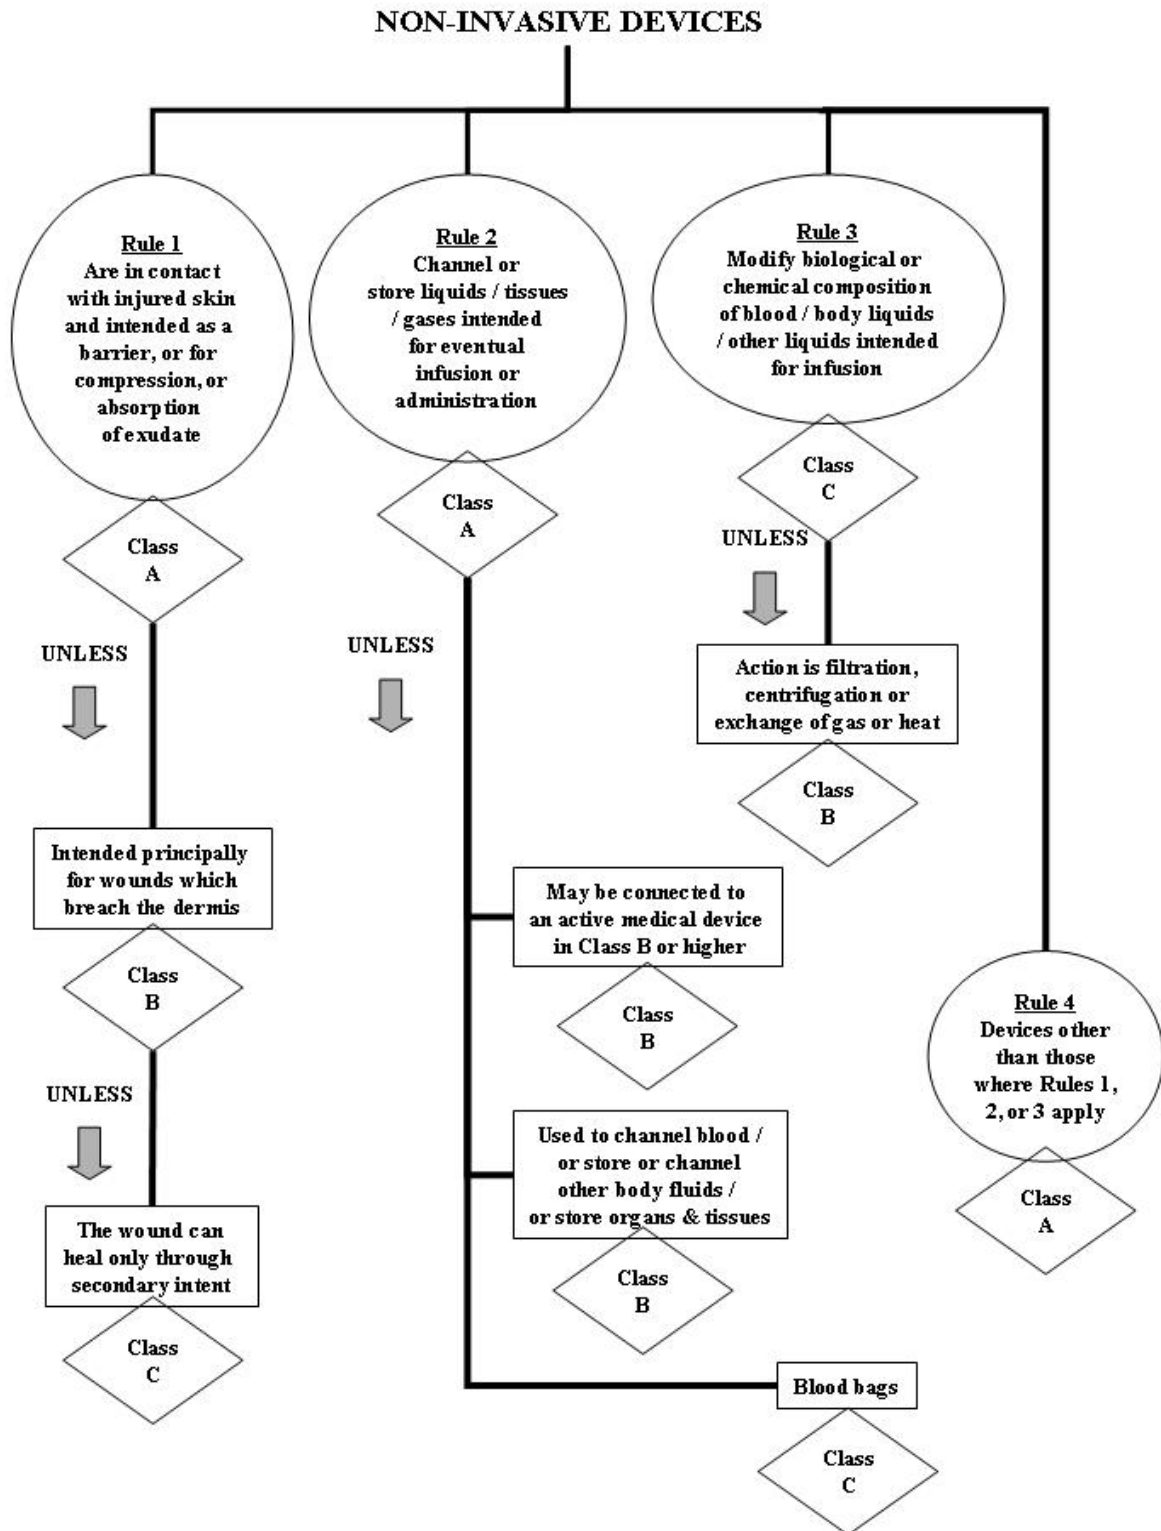 NON-INVASIVE DEVICES
Rule 1
Are in contact
with injured skin
and intended as a
barrier, or for
compression, or
absorption
of exudate
Class
A
UNLESS
Intended principally
for wounds which
breach the dermis
Class
B
UNLESS
The wound can
heal only through
secondary intent
Class
C
Rule 2
Channel or
store liquids / tissues
/ gases intended
for eventual
infusion or
administration
Class
A
UNLESS
May be connected to
an active medical device
in Class B or higher
Class
B
Used to channel blood /
or store or channel
other body fluids /
or store organs & tissues
Class
B
Blood bags
Class
C
Rule 3
Modify biological or
chemical composition
of blood / body liquids
/ other liquids intended
for infusion
Class
C
UNLESS
Action is filtration,
centrifugation or
exchange of gas or heat
Class
B
Rule 4
Devices other
than those
where Rules 1,
2, or 3 apply
Class
A